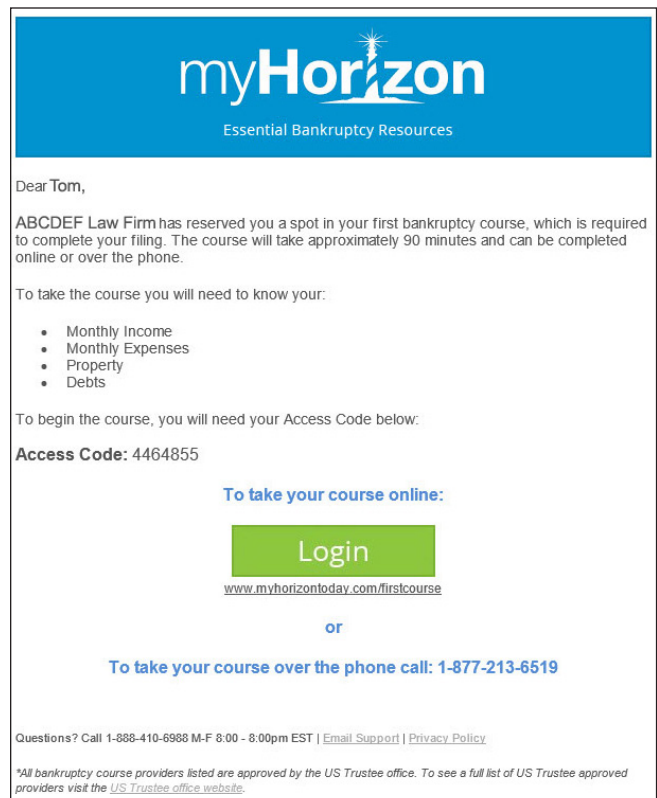 myHorizon
Essential Bankruptcy Resources
Dear Tom,
ABCDEF Law Firm has reserved you a spot in your first bankruptcy course, which is required
to complete your filing. The course will take approximately 90 minutes and can be completed
online or over the phone.
To take the course you will need to know your:
• Monthly Income
• Monthly Expenses
• Property
• Debts
To begin the course, you will need your Access Code below:
Access Code: 4464855
To take your course online:
Login
www.myhorizontoday.com/firstcourse
or
To take your course over the phone call: 1-877-213-6519
Questions? Call 1-888-410-6988 M-F 8:00 - 8:00pm EST | Email Support | Privacy Policy
*All bankruptcy course providers listed are approved by the US Trustee office. To see a full list of US Trustee approved
providers visit the US Trustee office website.